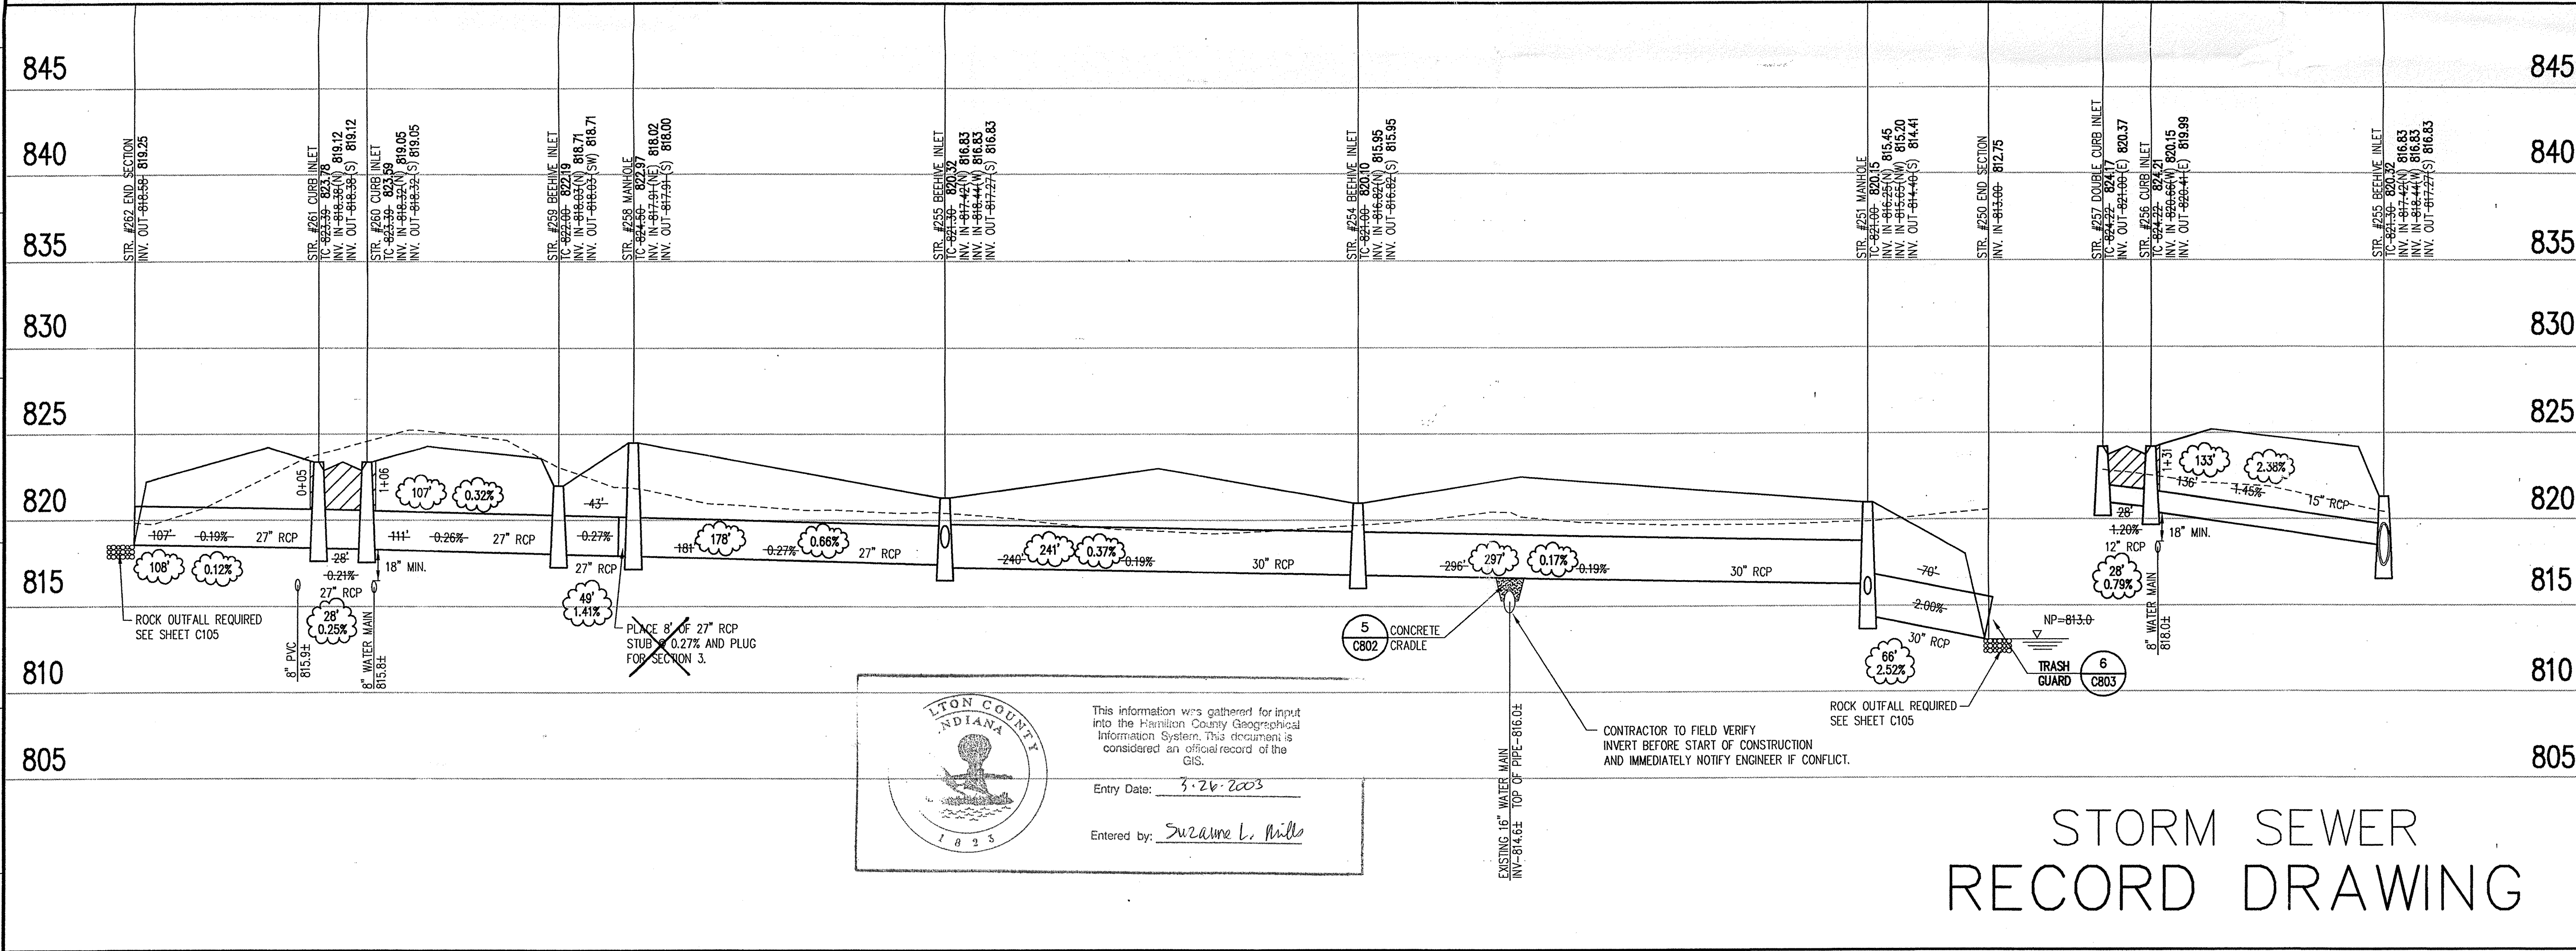 845
840
835
830
825
820
815
810
805
845
840
835
830
825
820
815
810
805
STR. #262 END SECTION
INV. OUT-818.58- 819.25
STR. #261 CURB INLET
TC-823.39- 823.78
INV. IN-818.38(N) 819.12
INV. OUT-818.38(S) 819.12
STR. #260 CURB INLET
TC-823.39- 823.59
INV. IN-818.32(N) 819.05
INV. OUT-818.32(S) 819.05
STR. #259 BEEHIVE INLET
TC-822.00- 822.19
INV. IN-818.03(N) 818.71
INV. OUT-818.03(SW) 818.71
STR. #258 MANHOLE
TC-824.50- 822.97
INV. IN-817.91(NE) 818.02
INV. OUT-817.91(S) 818.00
STR. #255 BEEHIVE INLET
TC-821.30- 820.32
INV. IN-817.42(N) 816.83
INV. IN-818.44(W) 816.83
INV. OUT-817.27(S) 816.83
STR. #254 BEEHIVE INLET
TC-821.00- 820.10
INV. IN-816.82(N) 815.95
INV. OUT-816.82(S) 815.95
STR. #251 MANHOLE
TC-821.00- 820.15
INV. IN-816.25(N) 815.45
INV. IN-815.65(NW) 815.20
INV. OUT-814.40(S) 814.41
STR. #250 END SECTION
INV. IN-813.00- 812.75
STR. #257 DOUBLE CURB INLET
TC-824.22- 824.17
INV. OUT-821.00(E) 820.37
STR. #256 CURB INLET
TC-824.22- 824.21
INV. IN-820.66(W) 820.15
INV. OUT-820.41(E) 819.99
STR. #255 BEEHIVE INLET
TC-821.30- 820.32
INV. IN-817.42(N) 816.83
INV. IN-818.44(W) 816.83
INV. OUT-817.27(S) 816.83
107' 0.19% 27" RCP
108' 0.12%
ROCK OUTFALL REQUIRED
SEE SHEET C105
0+05
1+06
28'
0.21%
27" RCP
28'
0.25%
18" MIN.
8" PVC
815.9±
8" WATER MAIN
815.8±
107' 0.32%
111' 0.26% 27" RCP
43'
0.27%
27" RCP
49'
1.41%
PLACE 8' OF 27" RCP
STUB @ 0.27% AND PLUG
FOR SECTION 3.
181' 178' 0.27% 0.66% 27" RCP
240' 241' 0.37% 0.19% 30" RCP
296' 297' 0.17% 0.19% 30" RCP
5
C802
CONCRETE
CRADLE
EXISTING 16" WATER MAIN
INV-814.6± TOP OF PIPE-816.0±
CONTRACTOR TO FIELD VERIFY
INVERT BEFORE START OF CONSTRUCTION
AND IMMEDIATELY NOTIFY ENGINEER IF CONFLICT.
70'
2.00%
30" RCP
66'
2.52%
NP=813.0
ROCK OUTFALL REQUIRED
SEE SHEET C105
TRASH
GUARD
6
C803
1+31
133' 2.38%
136' 1.45% 15" RCP
28'
1.20%
12" RCP
28'
0.79%
18" MIN.
8" WATER MAIN
818.0±
LTON COUNTY
NDIANA
1823
This information was gathered for input
into the Hamilton County Geographical
Information System. This document is
considered an official record of the
GIS.
Entry Date: 3-26-2003
Entered by: Suzanne L. Mills
STORM SEWER
RECORD DRAWING